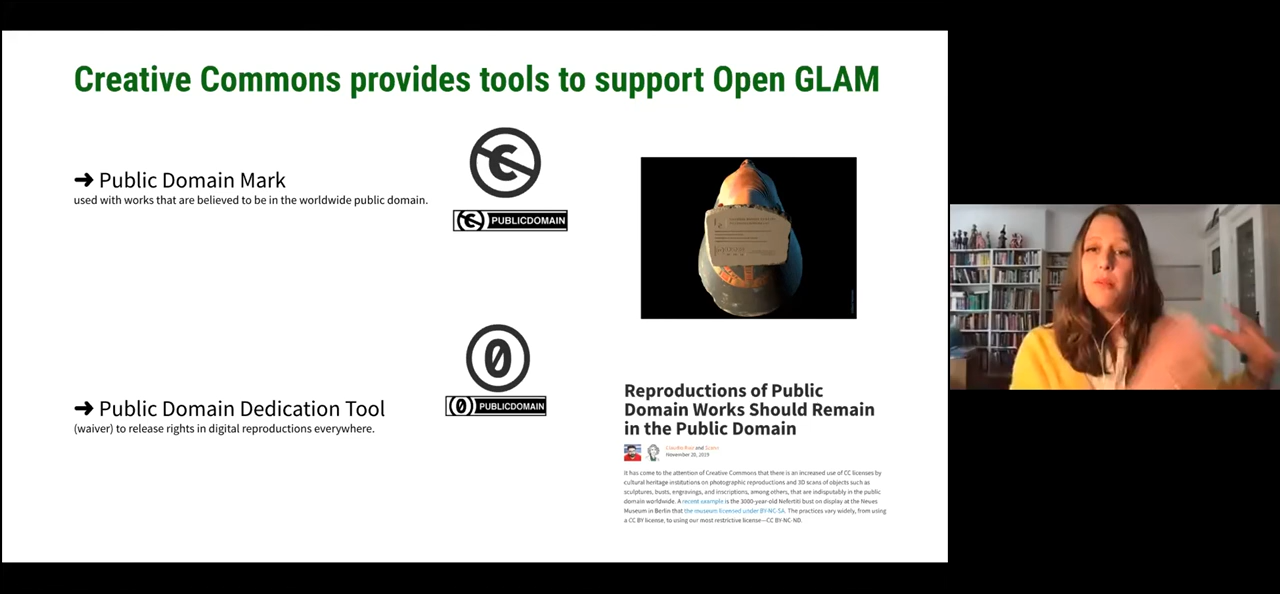 Creative Commons provides tools to support Open GLAM
➜ Public Domain Mark
used with works that are believed to be in the worldwide public domain.
PUBLICDOMAIN
➜ Public Domain Dedication Tool
(waiver) to release rights in digital reproductions everywhere.
PUBLICDOMAIN
Reproductions of Public
Domain Works Should Remain
in the Public Domain
and
November 20, 2019
It has come to the attention of Creative Commons that there is an increased use of CC licenses by
cultural heritage institutions on photographic reproductions and 3D scans of objects such as
sculptures, busts, engravings, and inscriptions, among others, that are indisputably in the public
domain worldwide. A recent example is the 3000-year-old Nefertiti bust on display at the Neues
Museum in Berlin that the museum licensed under BY-NC-SA. The practices vary widely, from using
a CC BY license, to using our most restrictive license—CC BY-NC-ND.